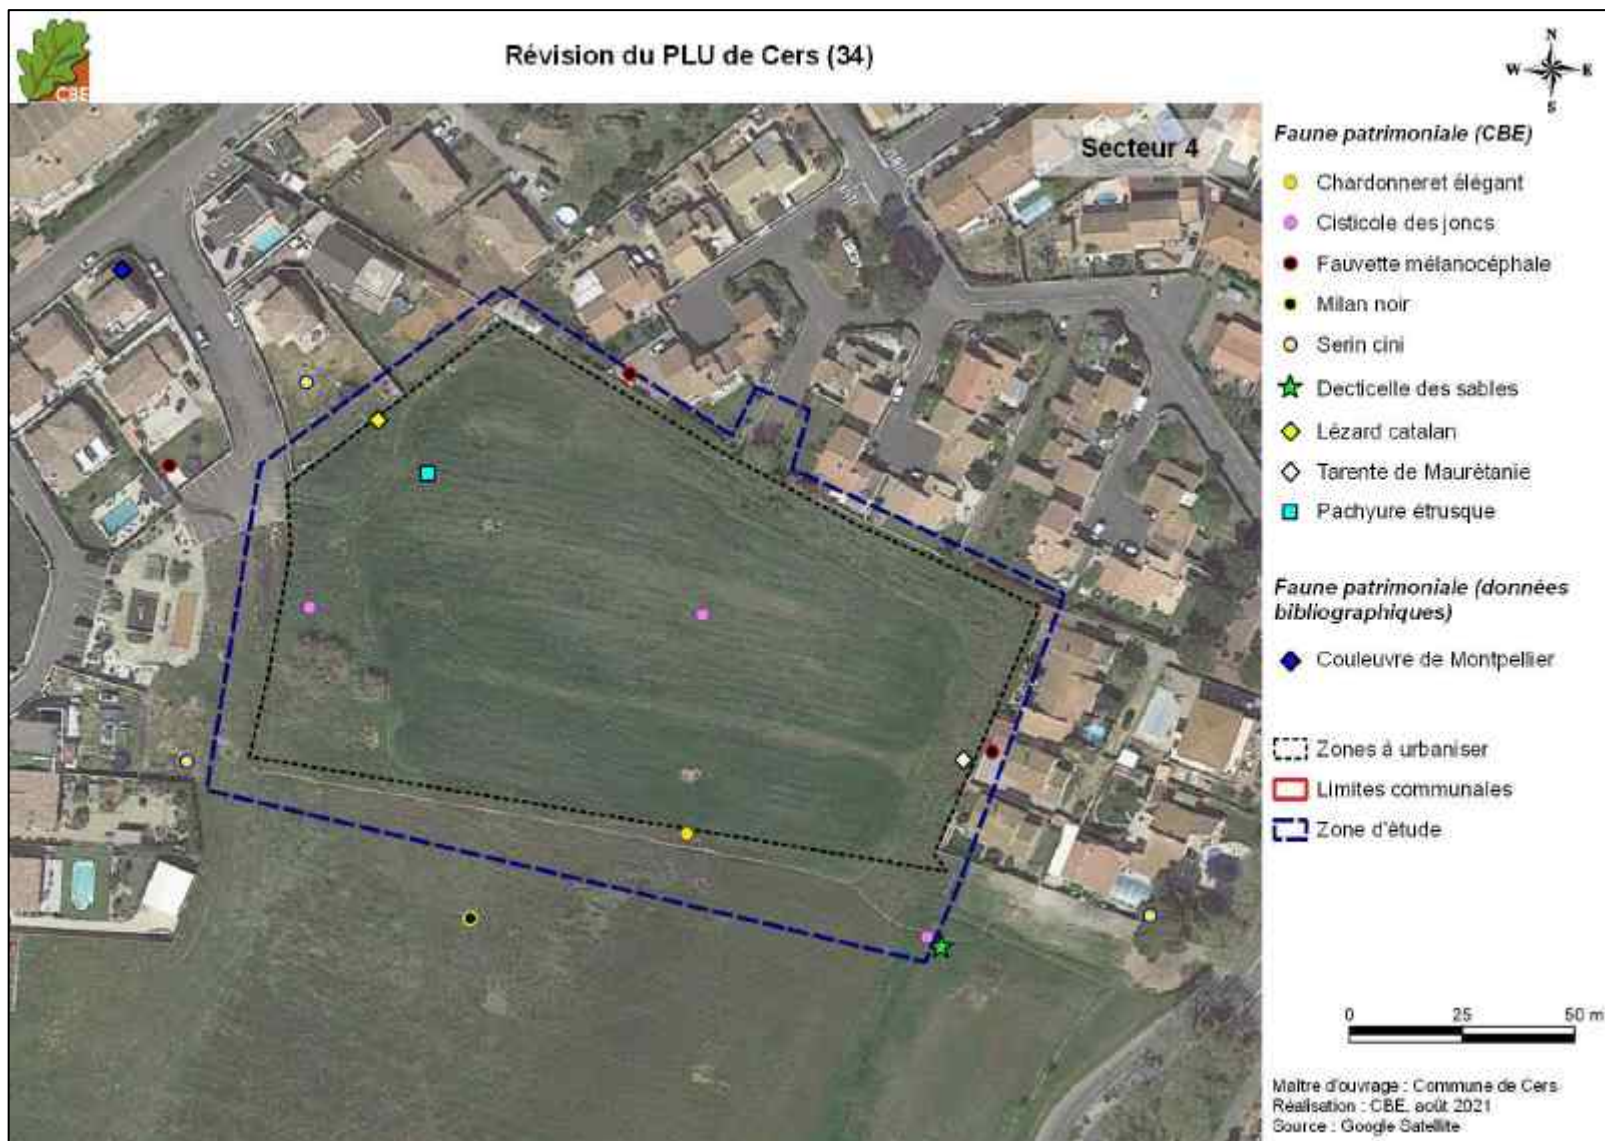 CBE
Révision du PLU de Cers (34)
N
W
E
S
Secteur 4
Faune patrimoniale (CBE)
Chardonneret élégant
Cisticole des joncs
Fauvette mélanocéphale
Milan noir
Serin cini
Decticelle des sables
Lézard catalan
Tarente de Maurétanie
Pachyure étrusque
Faune patrimoniale (données
bibliographiques)
Couleuvre de Montpellier
Zones à urbaniser
Limites communales
Zone d'étude
0 25 50 m
Maître d'ouvrage : Commune de Cers
Réalisation : CBE, août 2021
Source : Google Satellite